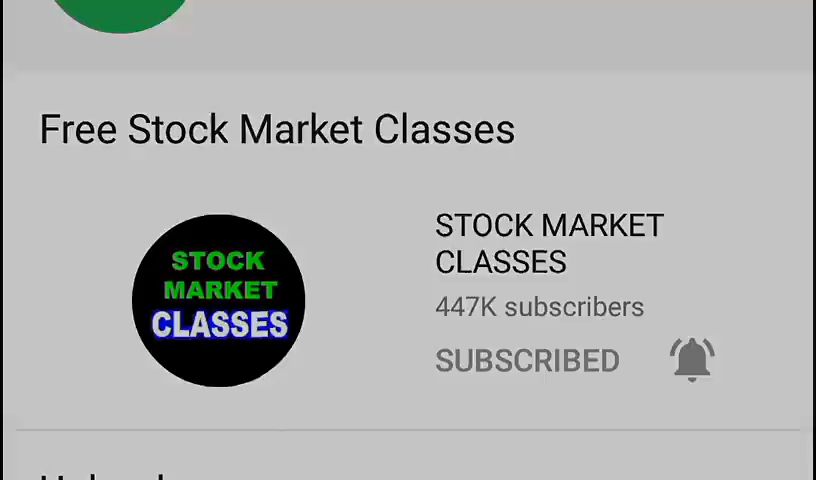 Free Stock Market Classes
STOCK
MARKET
CLASSES
STOCK MARKET
CLASSES
447K subscribers
SUBSCRIBED